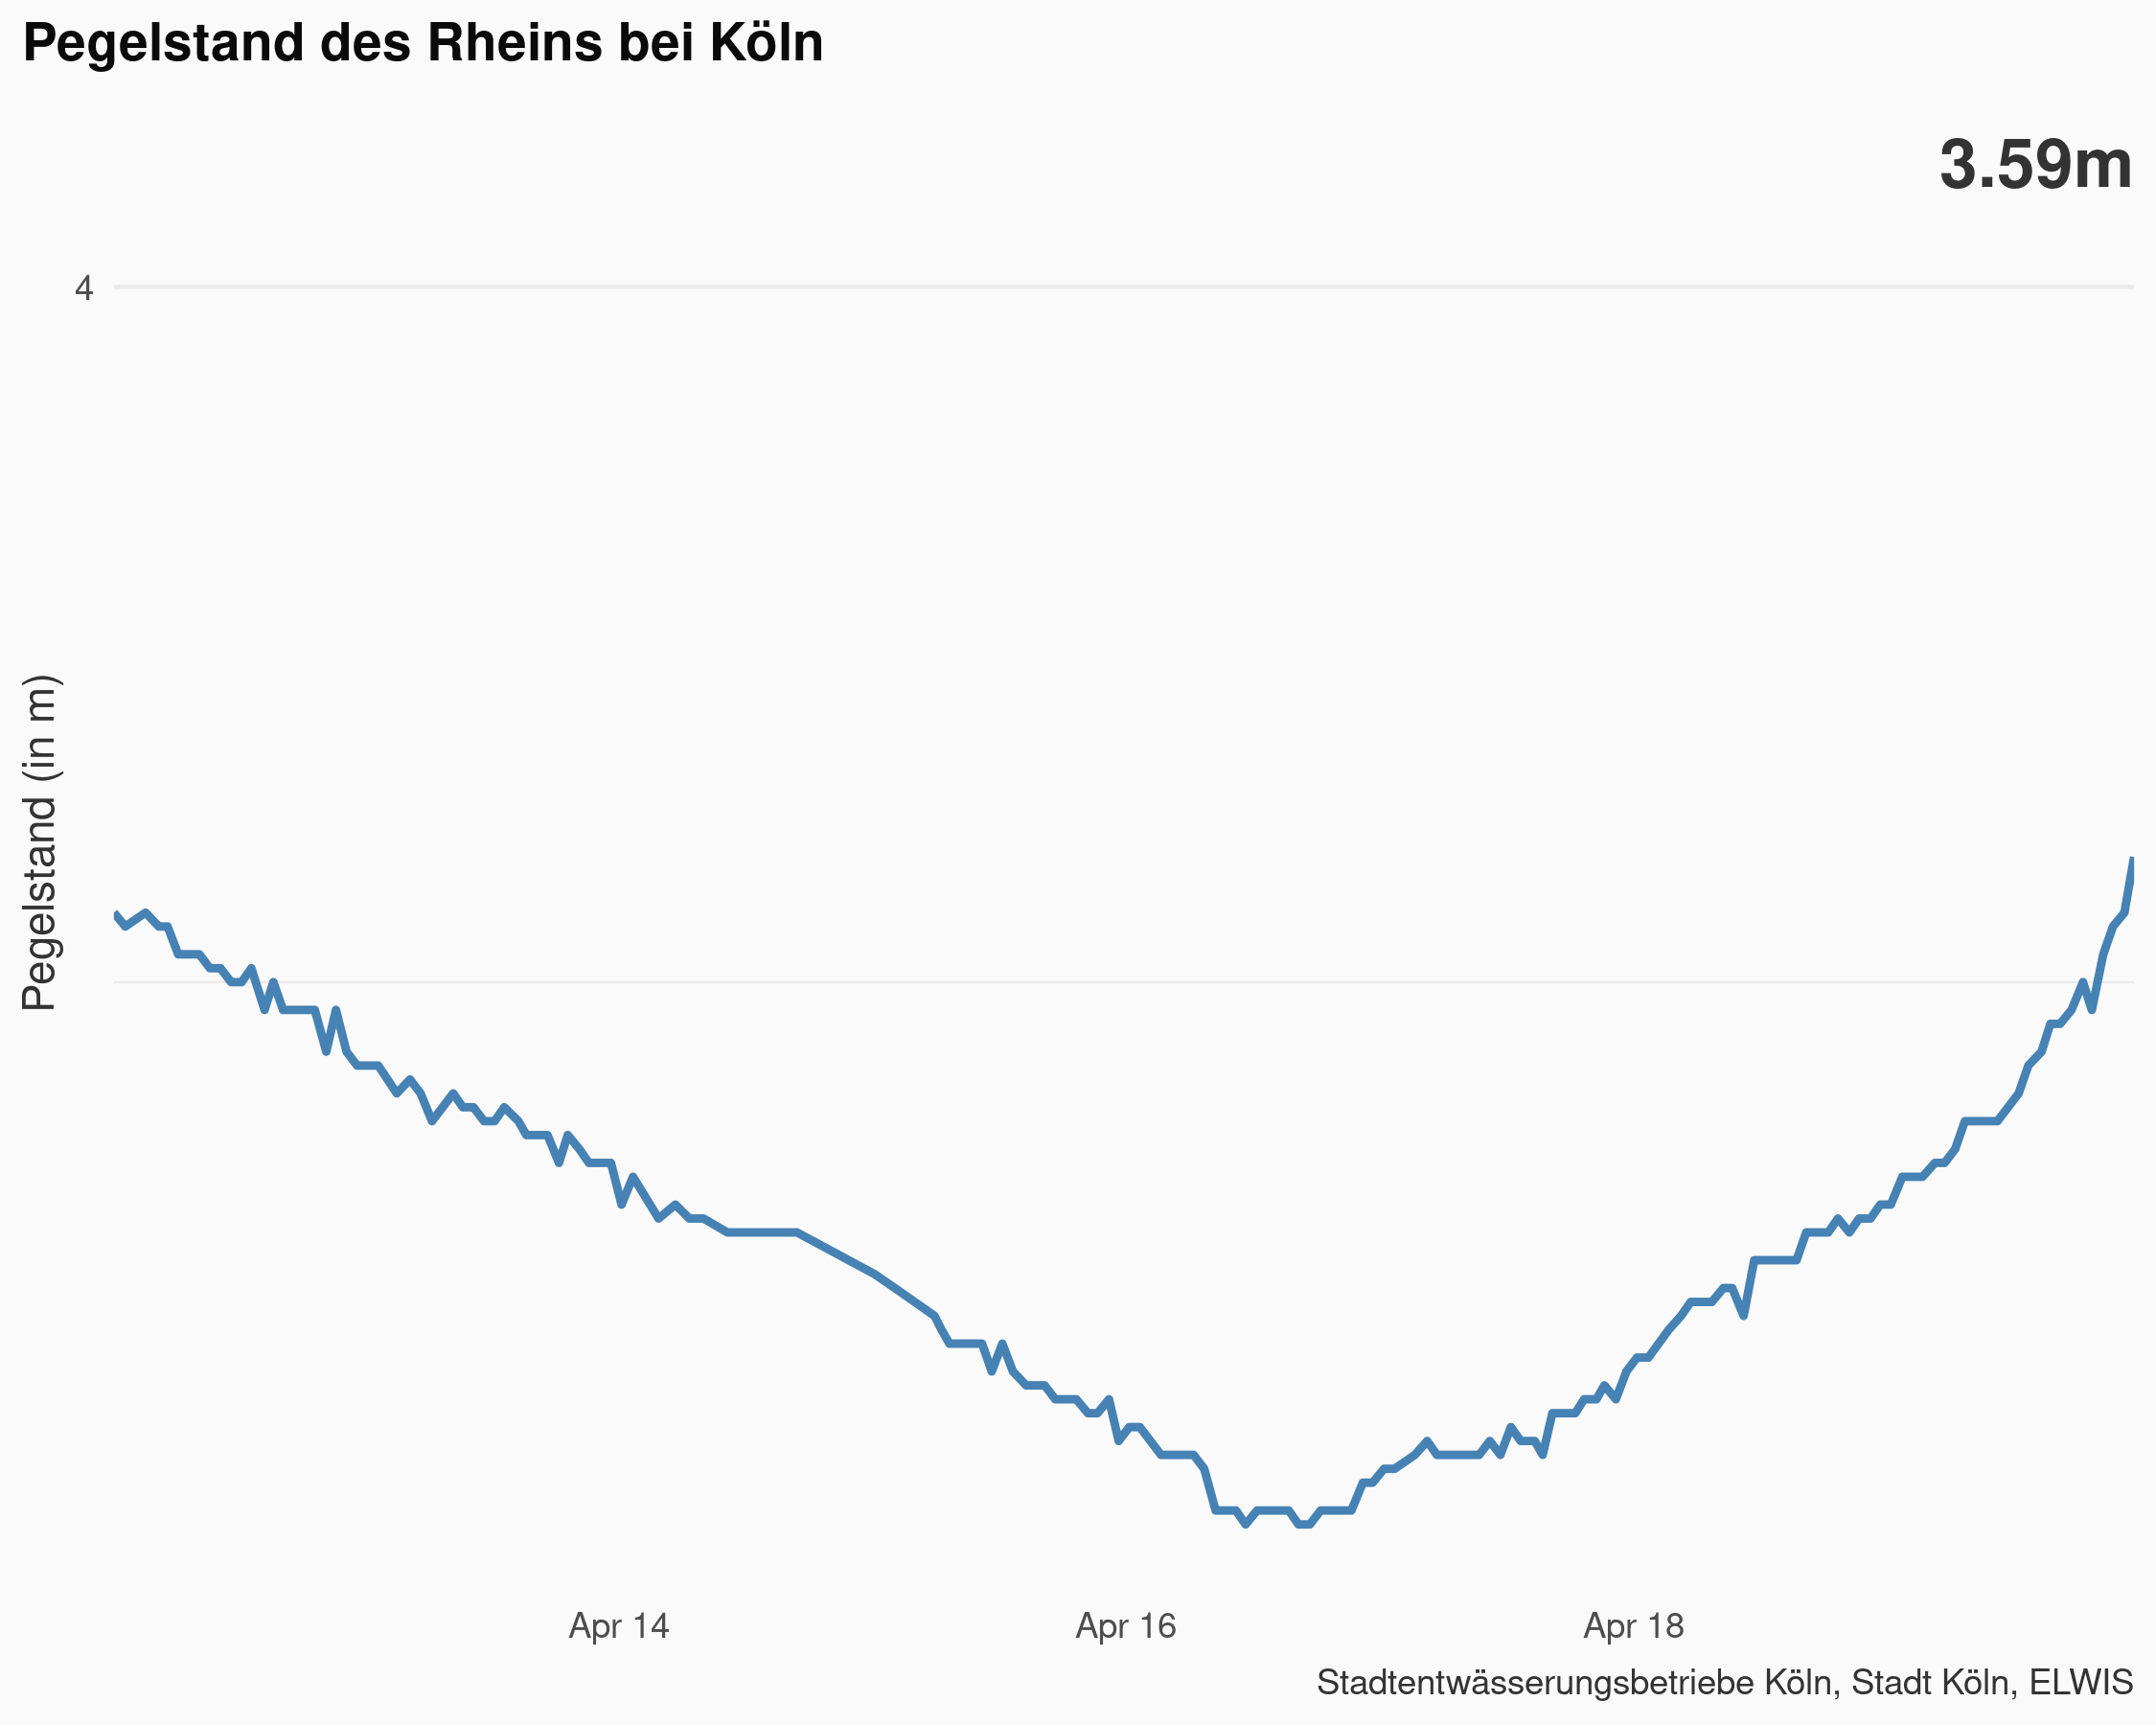 Pegelstand des Rheins bei Köln
3.59m
4
Pegelstand (in m)
Apr 14
Apr 16
Apr 18
Stadtentwässerungsbetriebe Köln, Stadt Köln, ELWIS